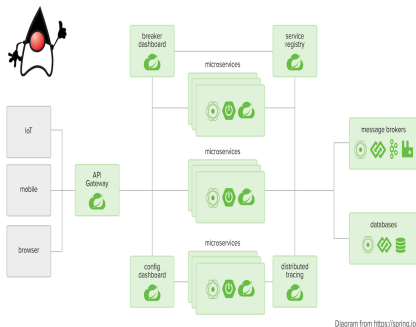 breaker
dashboard
service
registry
microservices
IoT
message brokers
mobile
API
Gateway
microservices
databases
browser
microservices
config
dashboard
distributed
tracing
Diagram from https://spring.io